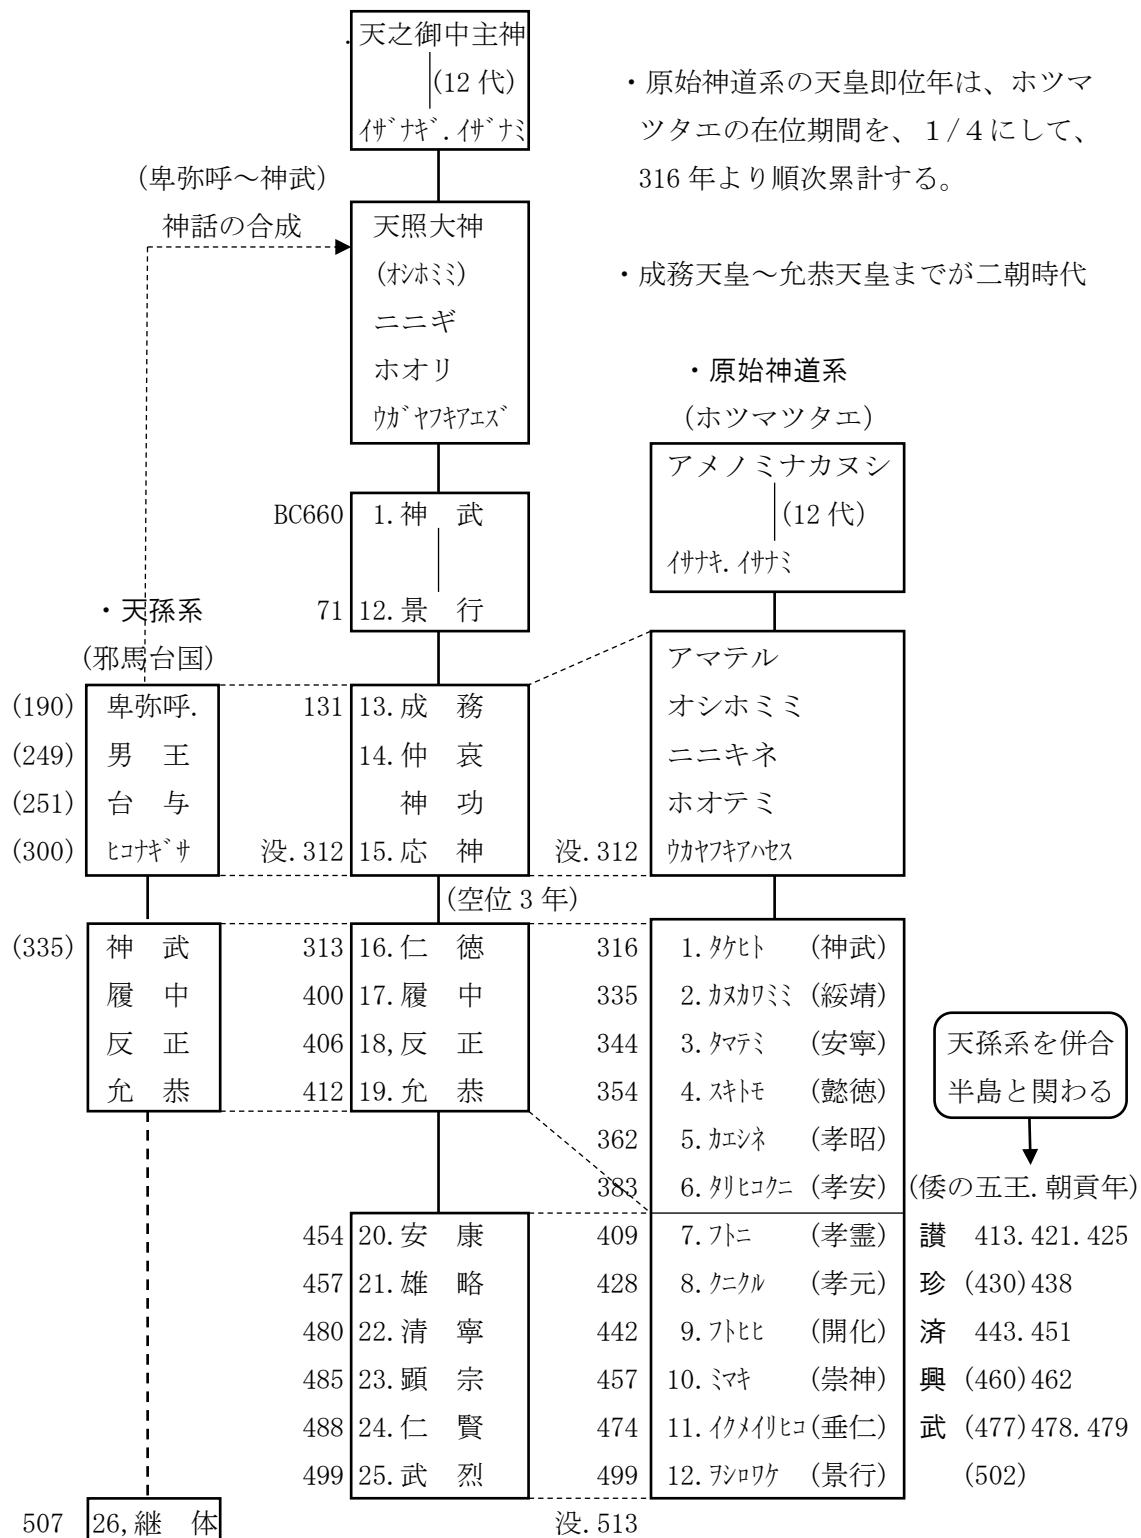 .天之御中主神
(12代)
ｲｻﾞﾅｷﾞ.ｲｻﾞﾅﾐ
・原始神道系の天皇即位年は、ホツマ
ツタエの在位期間を、１/４にして、
316年より順次累計する。
(卑弥呼～神武)
神話の合成
天照大神
(ｵｼﾎﾐﾐ)
ニニギ
ホオリ
ｳｶﾞﾔﾌｷｱｴｽﾞ
・成務天皇～允恭天皇までが二朝時代
・原始神道系
(ホツマツタエ)
アメノミナカヌシ
(12代)
ｲｻﾅｷ.ｲｻﾅﾐ
BC660 1.神　武
71 12.景　行
・天孫系
(邪馬台国)
アマテル
(190) 卑弥呼. 131 13.成　務 オシホミミ
(249) 男　王 14.仲　哀 ニニキネ
(251) 台　与 神　功 ホオテミ
(300) ﾋｺﾅｷﾞｻ 没.312 15.応　神 没.312 ｳｶﾔﾌｷｱﾊｾｽ
(空位3年)
(335) 神　武 313 16.仁　徳 316 1.ﾀｹﾋﾄ (神武)
履　中 400 17.履　中 335 2.ｶﾇｶﾜﾐﾐ (綏靖)
反　正 406 18,反　正 344 3.ﾀﾏﾃﾐ (安寧)
允　恭 412 19.允　恭 354 4.ｽｷﾄﾓ (懿徳)
天孫系を併合
半島と関わる
362 5.ｶｴｼﾈ (孝昭)
383 6.ﾀﾘﾋｺｸﾆ (孝安) (倭の五王.朝貢年)
454 20.安　康 409 7.ﾌﾄﾆ (孝霊) 讃 413.421.425
457 21.雄　略 428 8.ｸﾆｸﾙ (孝元) 珍 (430)438
480 22.清　寧 442 9.ﾌﾄﾋﾋ (開化) 済 443.451
485 23.顕　宗 457 10.ﾐﾏｷ (崇神) 興 (460)462
488 24.仁　賢 474 11.ｲｸﾒｲﾘﾋｺ(垂仁) 武 (477)478.479
499 25.武　烈 499 12.ｦｼﾛﾜｹ (景行) (502)
507 26,継　体 没.513